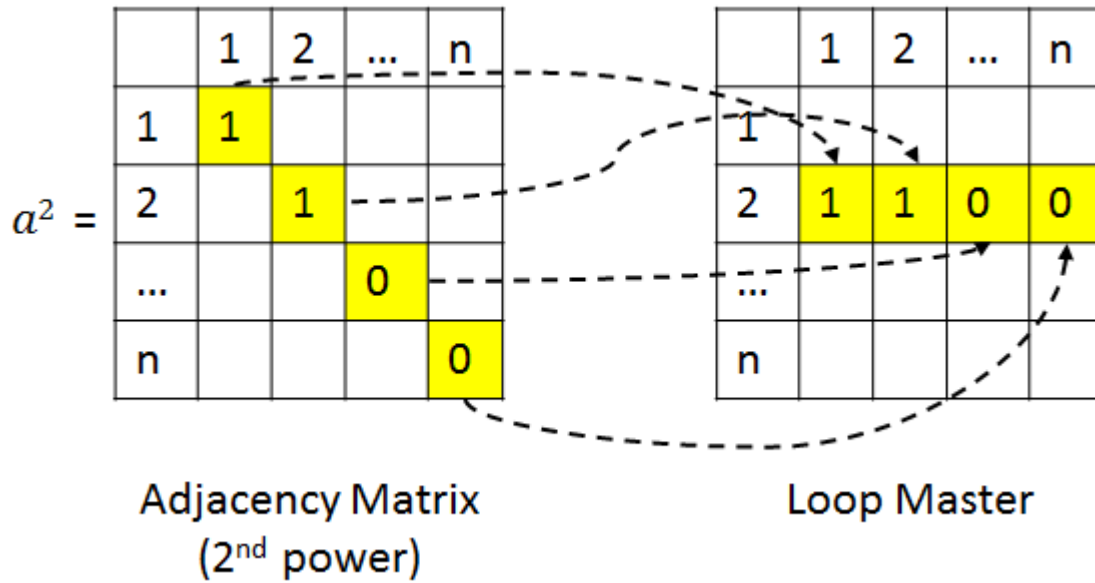 1 2 ... n 1 2 ... n
1 1 1
a² = 2 1 2 1 1 0 0
... 0 ...
n 0 n
Adjacency Matrix Loop Master
(2nd power)